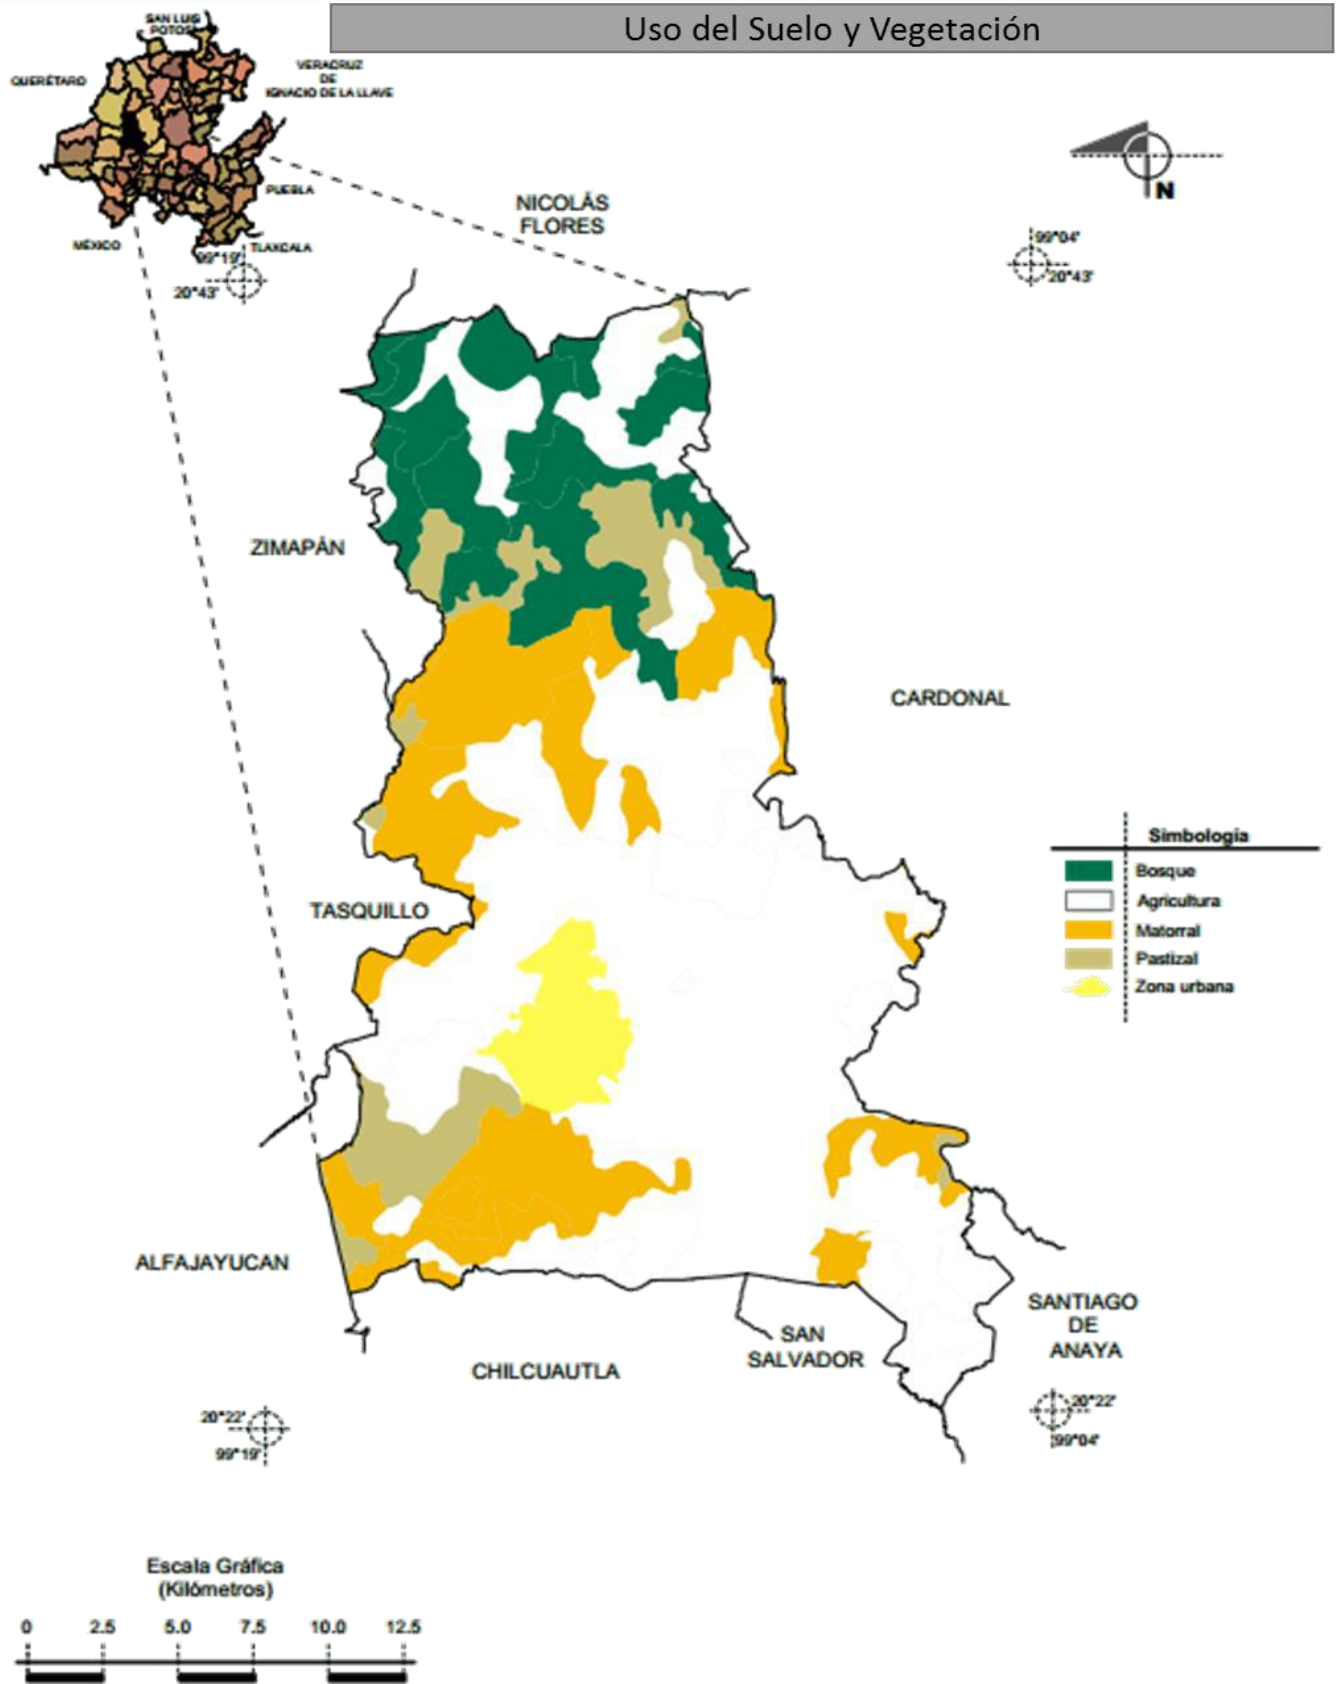 Uso del Suelo y Vegetación
SAN LUIS
POTOSÍ
QUERÉTARO
VERACRUZ
DE
IGNACIO DE LA LLAVE
PUEBLA
MÉXICO
TLAXCALA
N
99°19'
20°43'
99°04'
20°43'
NICOLÁS
FLORES
ZIMAPÁN
CARDONAL
Simbología
Bosque
Agricultura
Matorral
Pastizal
Zona urbana
TASQUILLO
ALFAJAYUCAN
SANTIAGO
DE
ANAYA
SAN
SALVADOR
CHILCUAUTLA
20°22'
99°19'
20°22'
99°04'
Escala Gráfica
(Kilómetros)
0 2.5 5.0 7.5 10.0 12.5